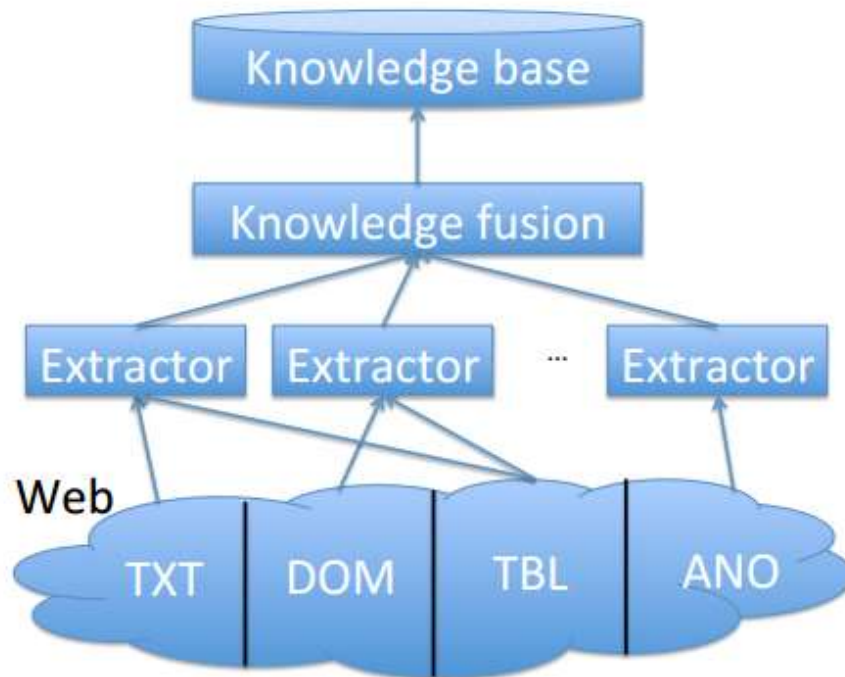 Knowledge base
Knowledge fusion
Extractor
Extractor
...
Extractor
Web
TXT
DOM
TBL
ANO